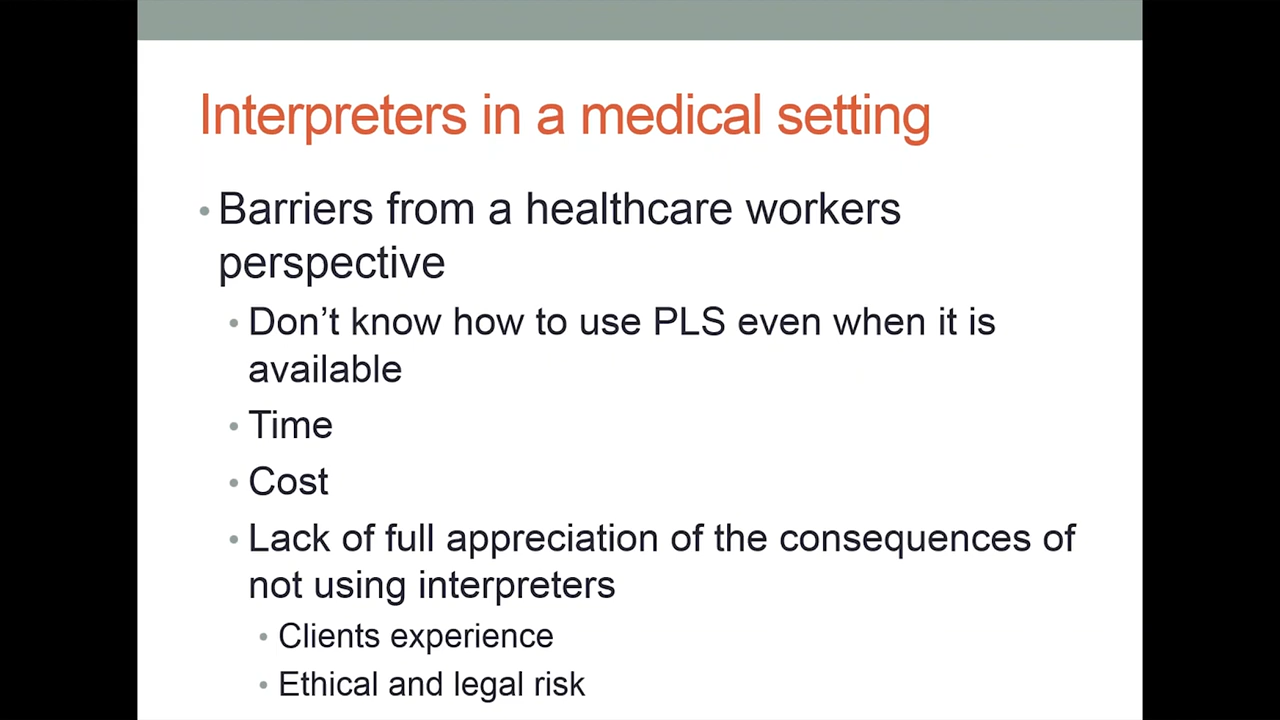 Interpreters in a medical setting
• Barriers from a healthcare workers
perspective
• Don't know how to use PLS even when it is
available
• Time
• Cost
• Lack of full appreciation of the consequences of
not using interpreters
• Clients experience
• Ethical and legal risk